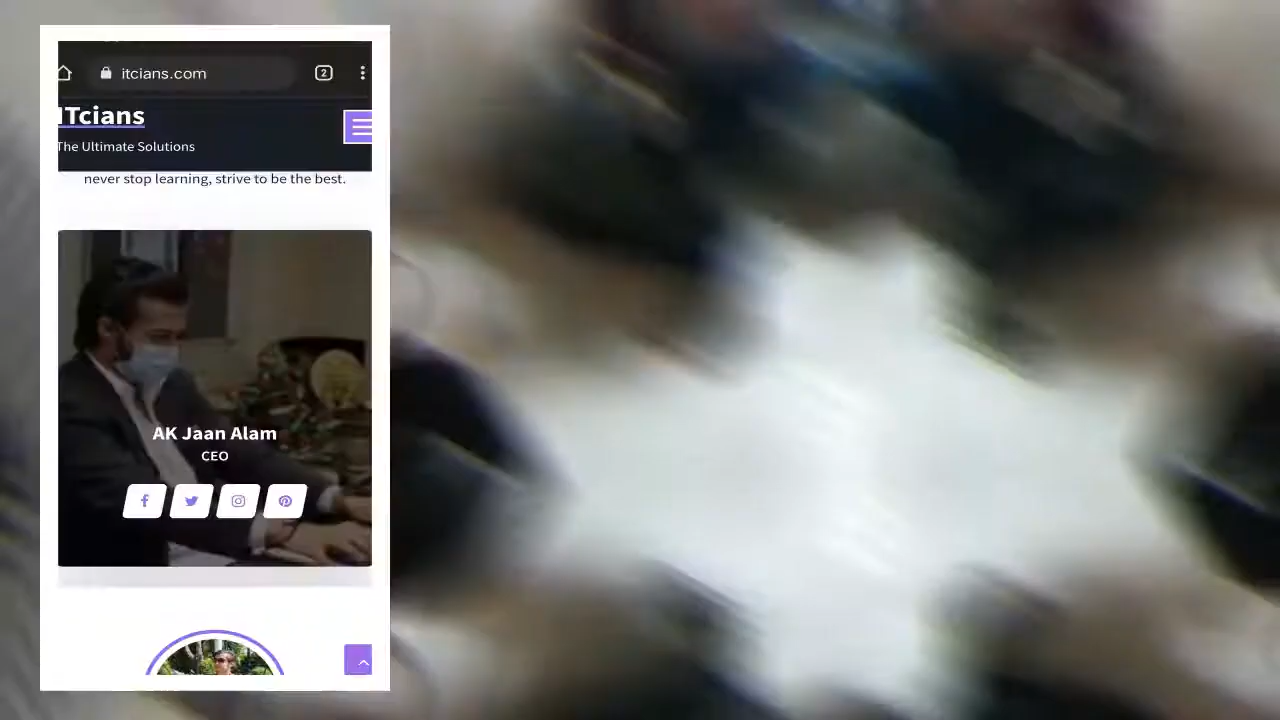 itcians.com
2
ITcians
The Ultimate Solutions
never stop learning, strive to be the best.
AK Jaan Alam
CEO